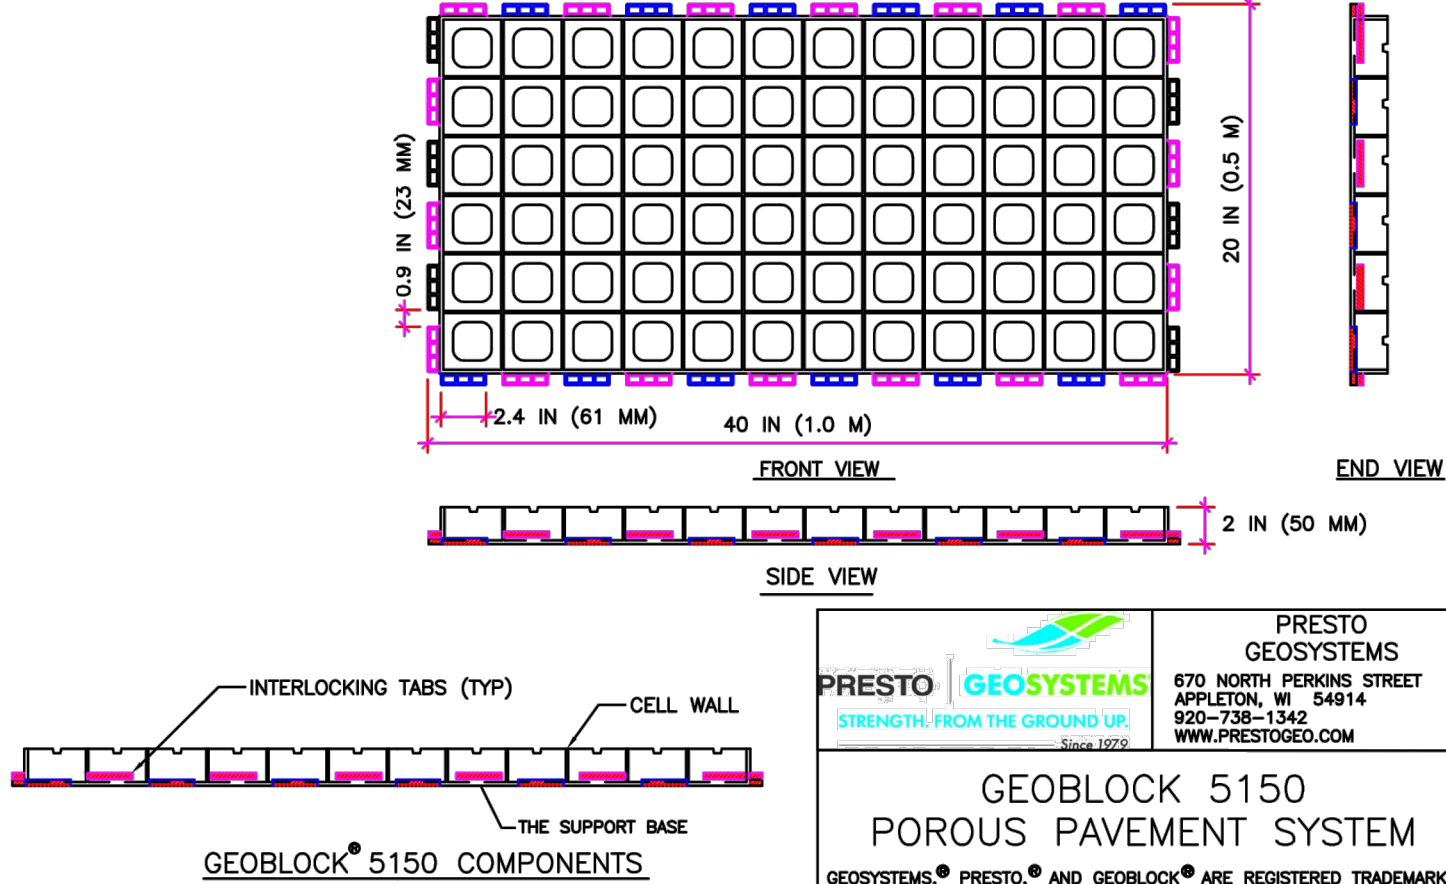 0.9 IN (23 MM)
20 IN (0.5 M)
2.4 IN (61 MM)
40 IN (1.0 M)
FRONT VIEW
END VIEW
2 IN (50 MM)
SIDE VIEW
INTERLOCKING TABS (TYP)
CELL WALL
THE SUPPORT BASE
GEOBLOCK® 5150 COMPONENTS
PRESTO GEOSYSTEMS
STRENGTH FROM THE GROUND UP.
Since 1979
PRESTO
GEOSYSTEMS
670 NORTH PERKINS STREET
APPLETON, WI 54914
920-738-1342
WWW.PRESTOGEO.COM
GEOBLOCK 5150
POROUS PAVEMENT SYSTEM
GEOSYSTEMS,® PRESTO,® AND GEOBLOCK® ARE REGISTERED TRADEMARK